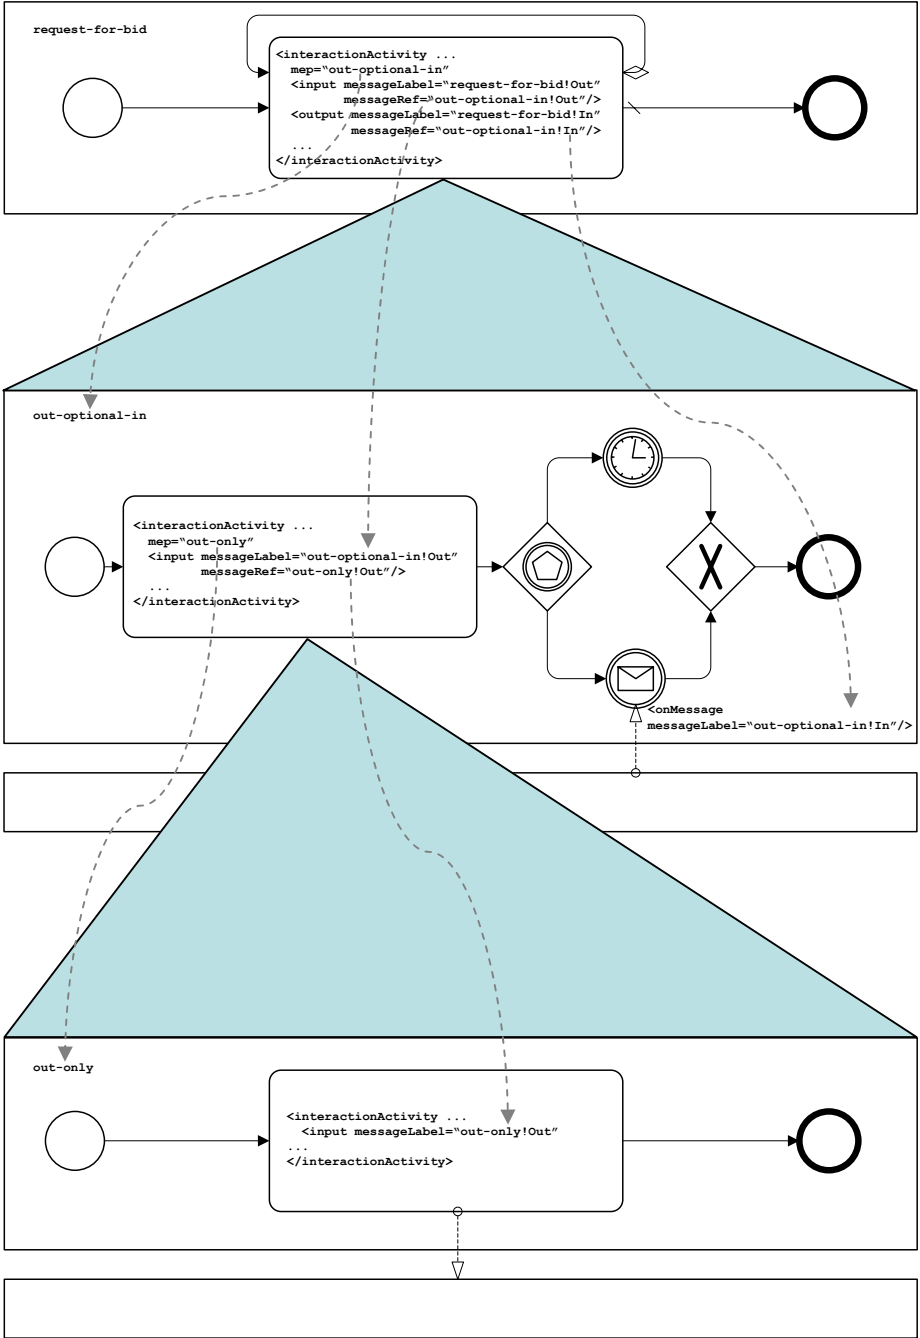 request-for-bid
<interactionActivity ...
mep=“out-optional-in”
<input messageLabel=“request-for-bid!Out”
messageRef=“out-optional-in!Out”/>
<output messageLabel=“request-for-bid!In”
messageRef=“out-optional-in!In”/>
...
</interactionActivity>
out-optional-in
<interactionActivity ...
mep=“out-only”
<input messageLabel=“out-optional-in!Out”
messageRef=“out-only!Out”/>
...
</interactionActivity>
<onMessage
messageLabel=“out-optional-in!In”/>
out-only
<interactionActivity ...
<input messageLabel=“out-only!Out”
...
</interactionActivity>